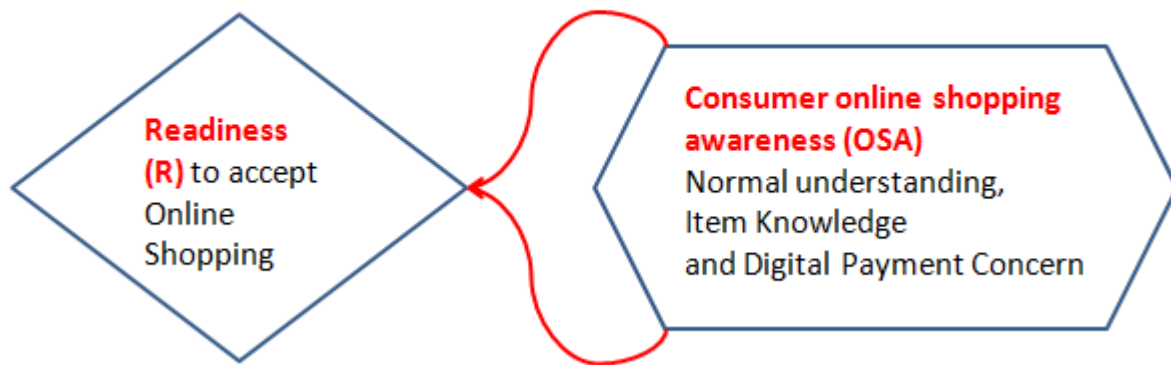 Readiness
(R) to accept
Online
Shopping
Consumer online shopping
awareness (OSA)
Normal understanding,
Item Knowledge
and Digital Payment Concern